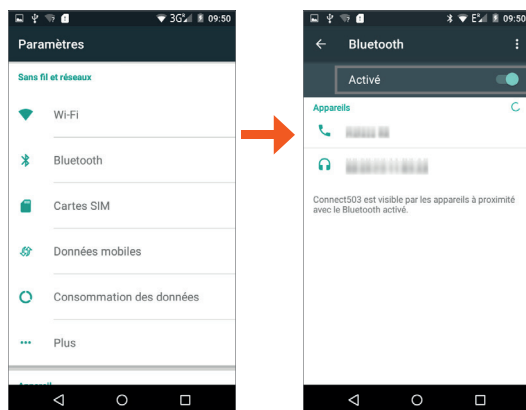 3G 09:50
Paramètres
Sans fil et réseaux
Wi-Fi
Bluetooth
Cartes SIM
Données mobiles
Consommation des données
Plus
E 09:50
Bluetooth
Activé
Appareils
Connect503 est visible par les appareils à proximité
avec le Bluetooth activé.